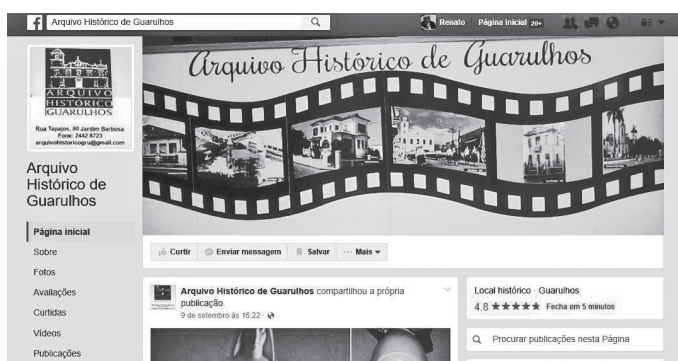 Arquivo Histórico de Guarulhos
Renato Página inicial 20+
Arquivo Histórico de Guarulhos
ARQUIVO
HISTÓRICO
GUARULHOS
Rua Tapajos, 80 Jardim Barbosa
Fone: 2442 8723
arquivohistoricogru@gmail.com
Arquivo
Histórico de
Guarulhos
Página inicial
Sobre
Fotos
Avaliações
Curtidas
Vídeos
Publicações
Curtir Enviar mensagem Salvar ··· Mais
Arquivo Histórico de Guarulhos compartilhou a própria
publicação.
9 de setembro às 16:22 ·
Local histórico · Guarulhos
4,8 ★★★★★ Fecha em 5 minutos
Procurar publicações nesta Página